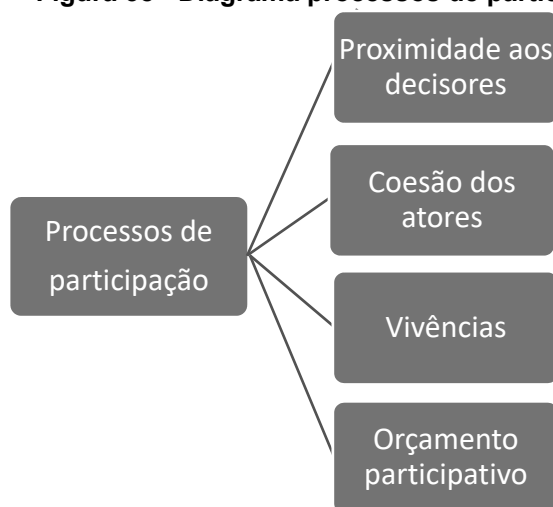 Proximidade aos
decisores
Coesão dos
atores
Processos de
participação
Vivências
Orçamento
participativo